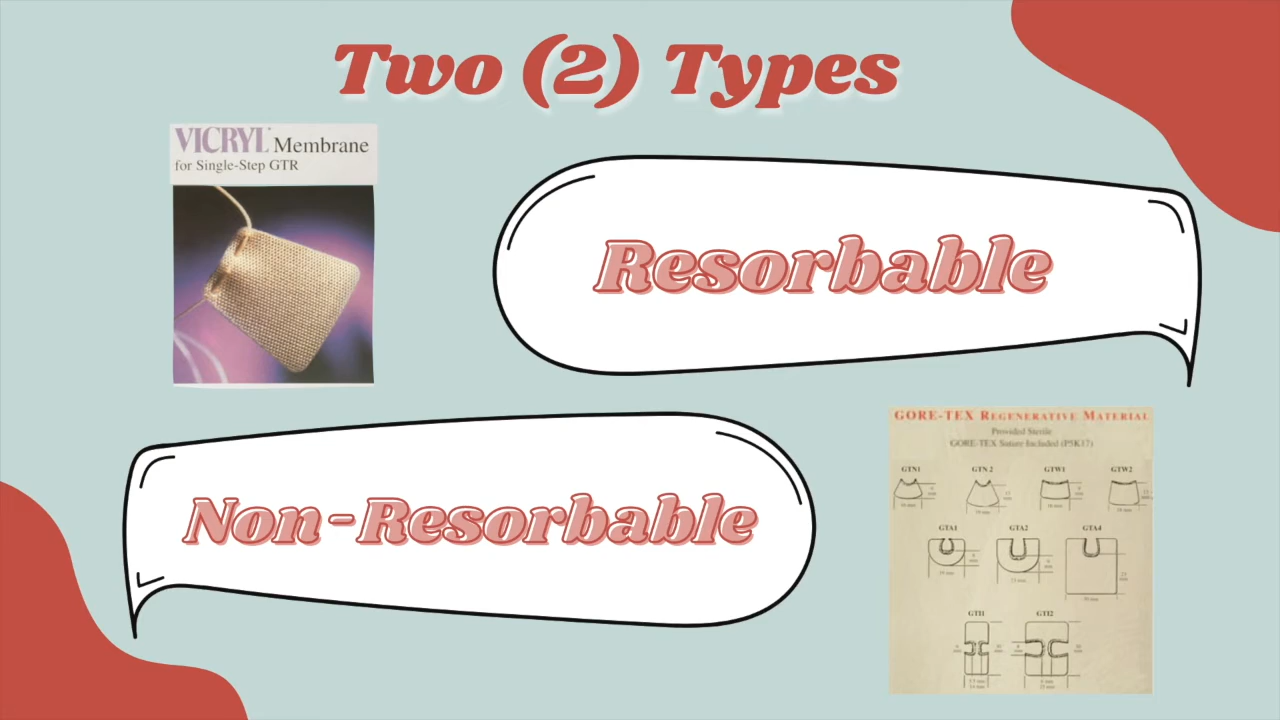 Two (2) Types
VICRYL* Membrane
for Single-Step GTR
Resorbable
Non-Resorbable
GORE-TEX REGENERATIVE MATERIAL
Provided Sterile
GORE-TEX Suture Included (P5K17)
GTN1 GTN 2 GTW1 GTW2
GTA1 GTA2 GTA4
GTI1 GTI2